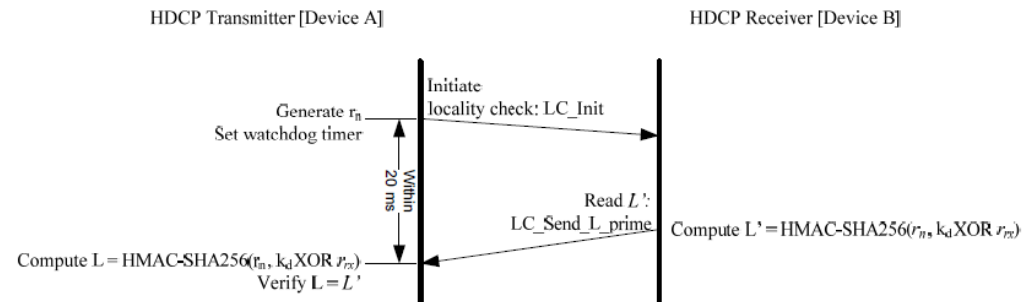 HDCP Transmitter [Device A]
HDCP Receiver [Device B]
Initiate
locality check: LC_Init
Generate rn
Set watchdog timer
Within
20 ms
Read L':
LC_Send_L_prime
Compute L' = HMAC-SHA256(rn, kd XOR rrx)
Compute L = HMAC-SHA256(rn, kd XOR rrx)
Verify L = L'